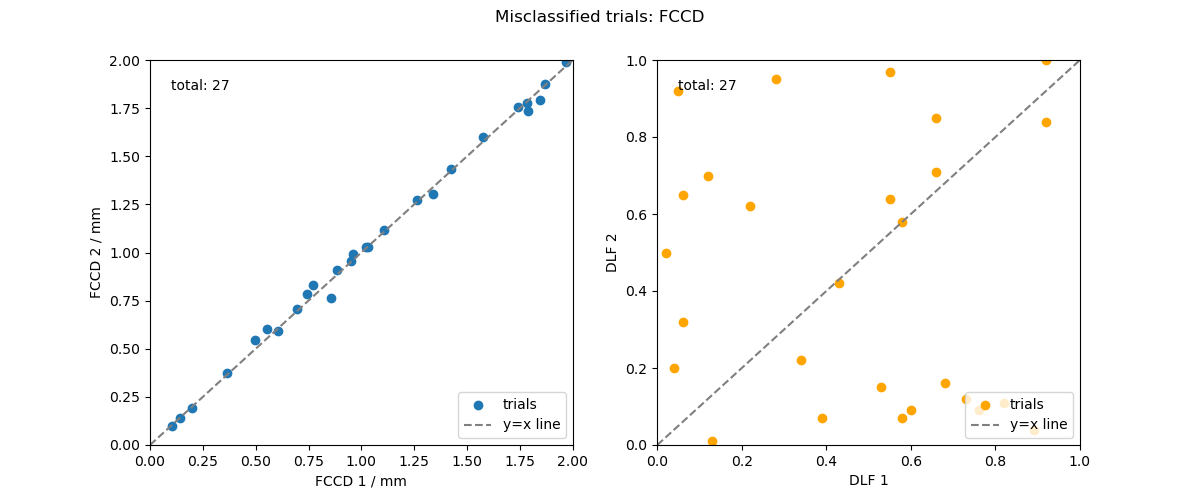 Misclassified trials: FCCD
2.00
1.75
1.50
1.25
1.00
0.75
0.50
0.25
0.00
FCCD 2 / mm
total: 27
trials
y=x line
0.00 0.25 0.50 0.75 1.00 1.25 1.50 1.75 2.00
FCCD 1 / mm
1.0
0.8
0.6
0.4
0.2
0.0
DLF 2
total: 27
trials
y=x line
0.0 0.2 0.4 0.6 0.8 1.0
DLF 1